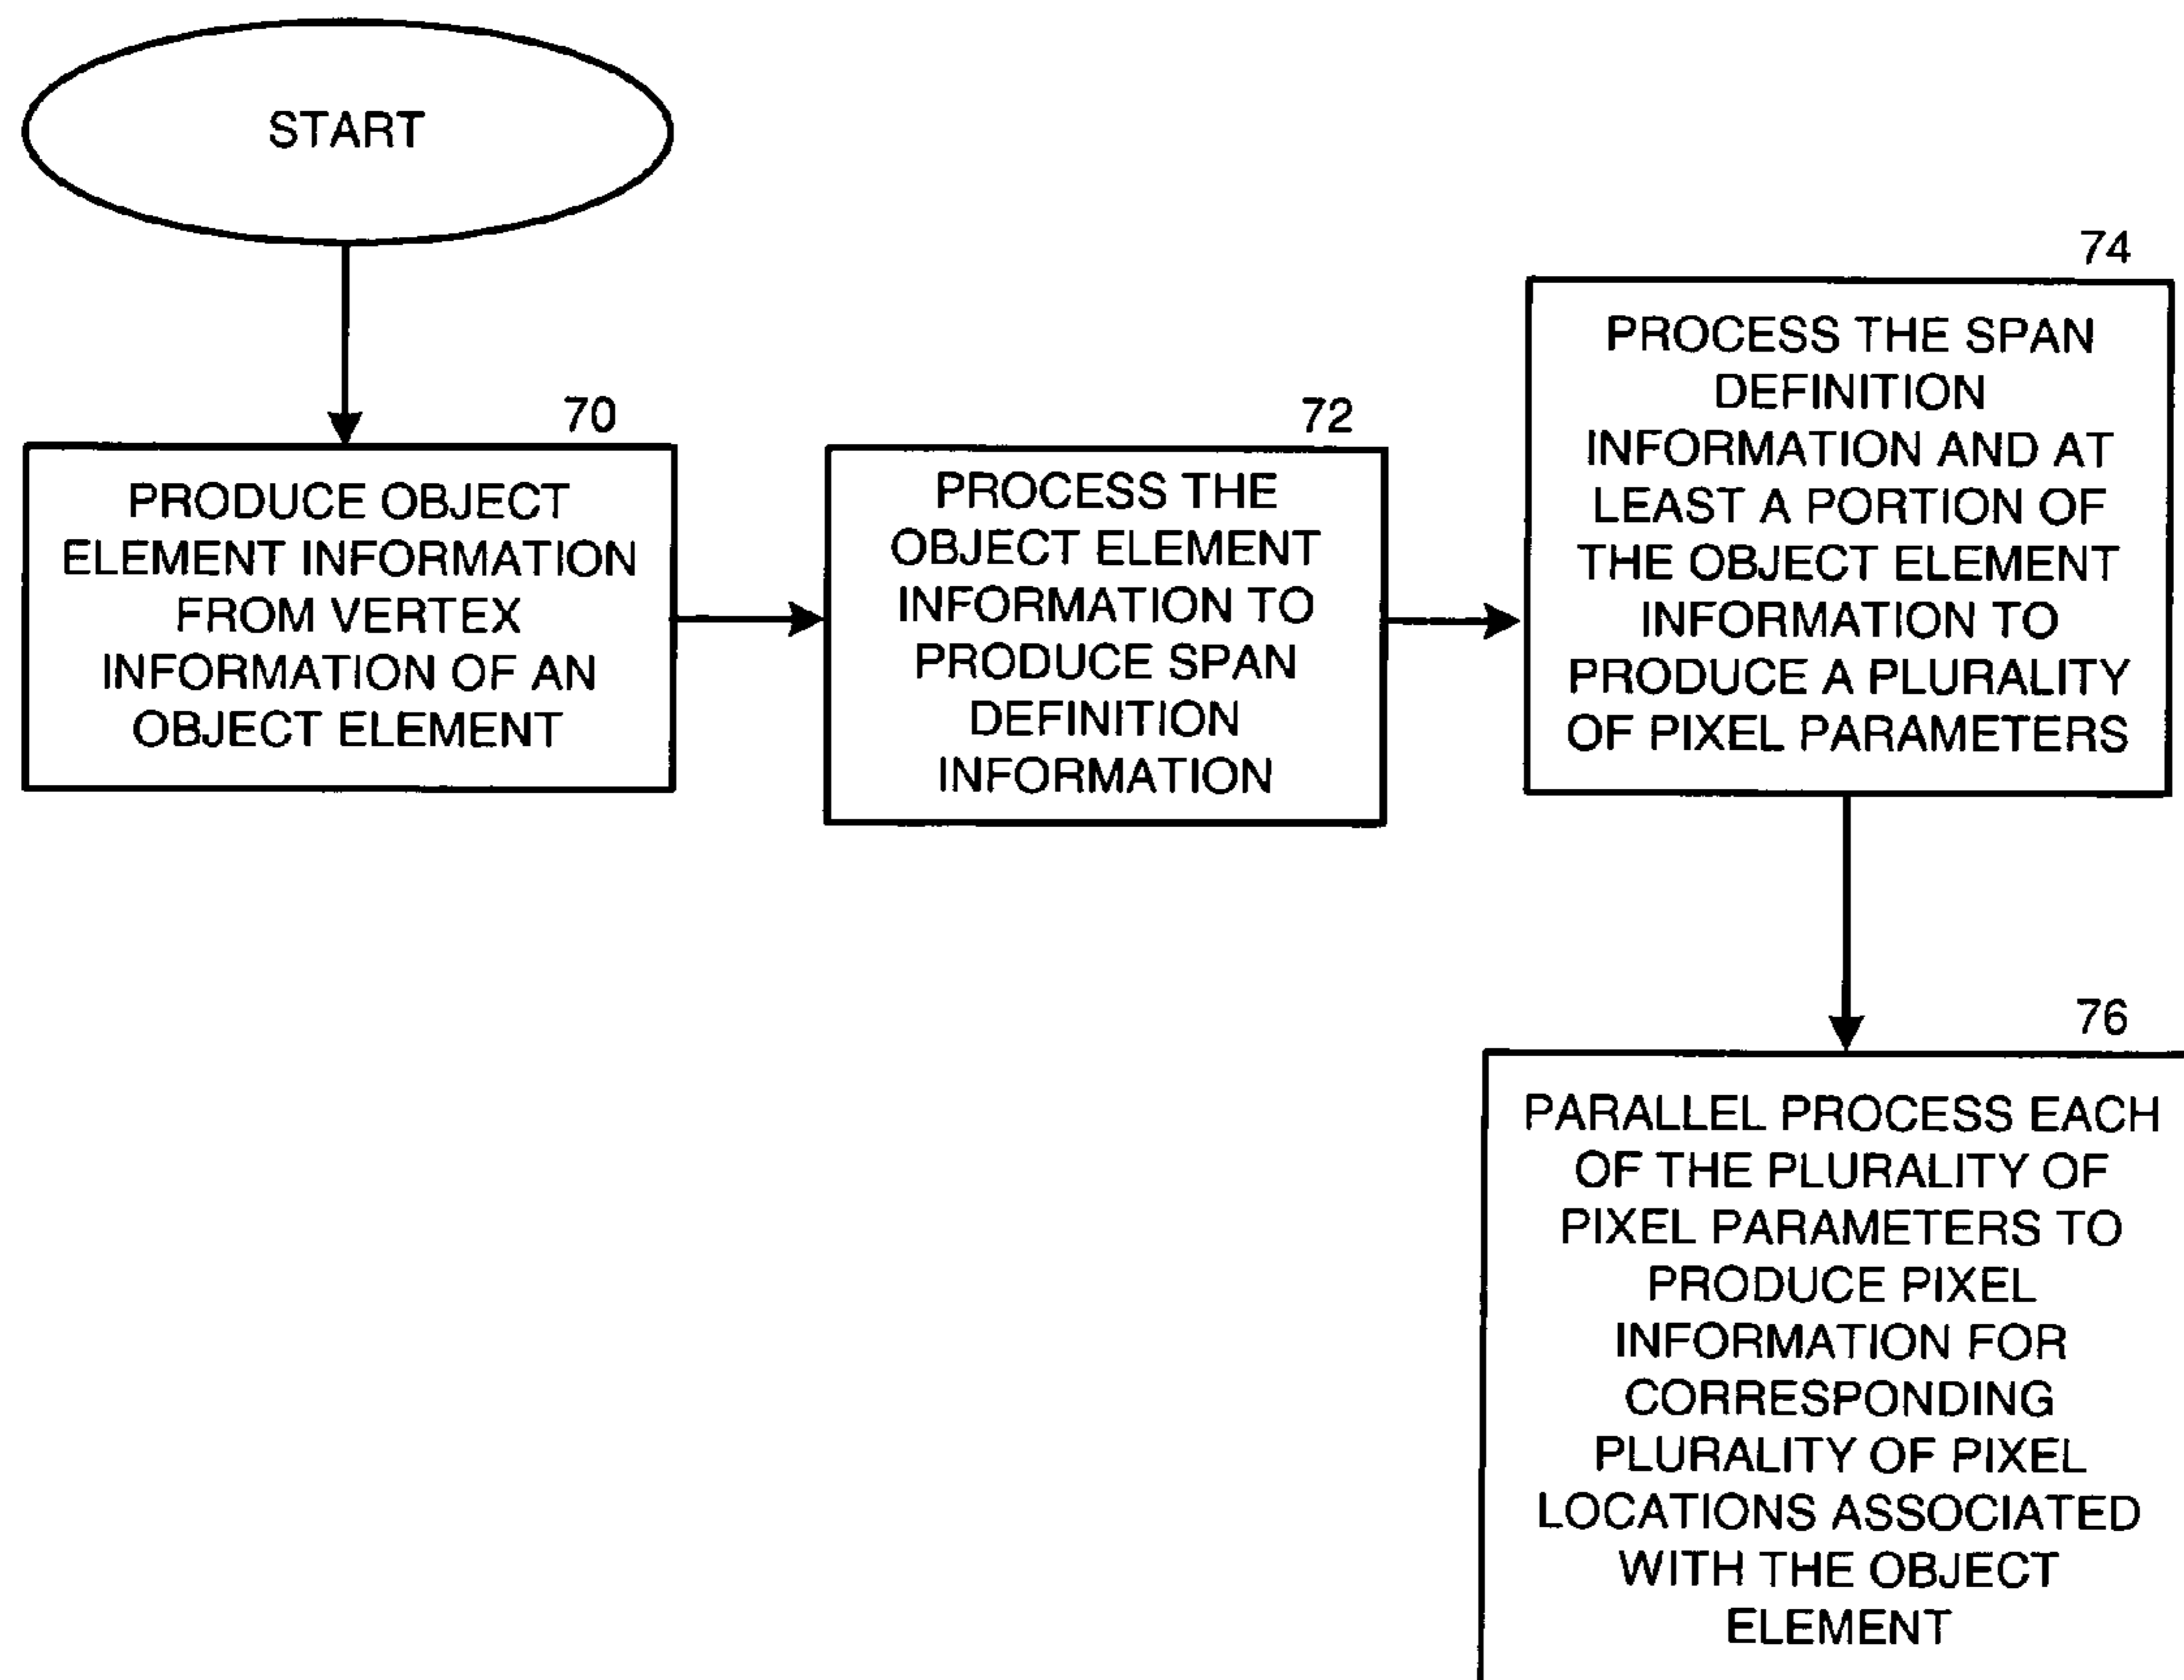 START
70
PRODUCE OBJECT
ELEMENT INFORMATION
FROM VERTEX
INFORMATION OF AN
OBJECT ELEMENT
72
PROCESS THE
OBJECT ELEMENT
INFORMATION TO
PRODUCE SPAN
DEFINITION
INFORMATION
74
PROCESS THE SPAN
DEFINITION
INFORMATION AND AT
LEAST A PORTION OF
THE OBJECT ELEMENT
INFORMATION TO
PRODUCE A PLURALITY
OF PIXEL PARAMETERS
76
PARALLEL PROCESS EACH
OF THE PLURALITY OF
PIXEL PARAMETERS TO
PRODUCE PIXEL
INFORMATION FOR
CORRESPONDING
PLURALITY OF PIXEL
LOCATIONS ASSOCIATED
WITH THE OBJECT
ELEMENT